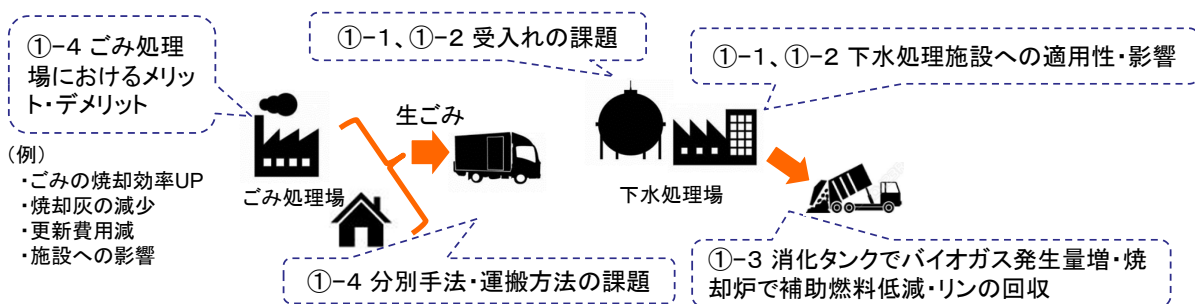 ①-4 ごみ処理
場におけるメリッ
ト・デメリット
(例)
・ごみの焼却効率UP
・焼却灰の減少
・更新費用減
・施設への影響
ごみ処理場
生ごみ
①-4 分別手法・運搬方法の課題
①-1、①-2 受入れの課題
下水処理場
①-1、①-2 下水処理施設への適用性・影響
①-3 消化タンクでバイオガス発生量増・焼
却炉で補助燃料低減・リンの回収